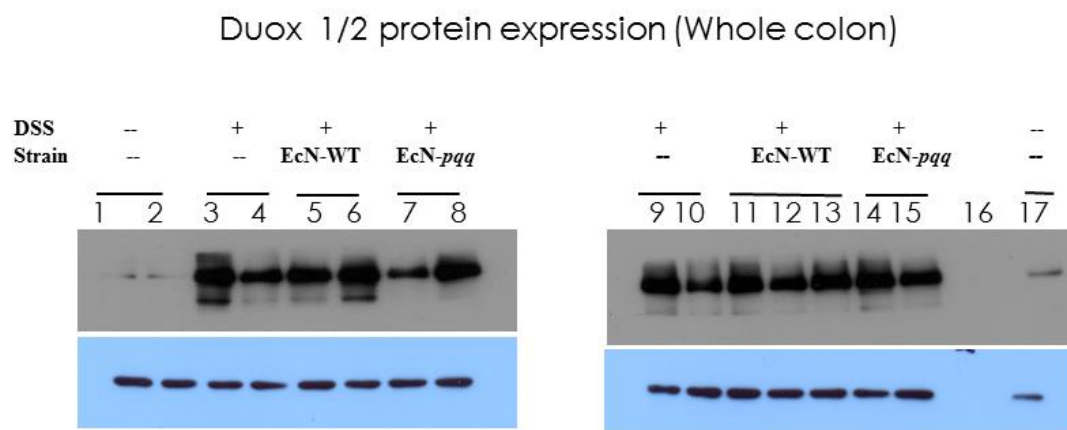 Duox 1/2 protein expression (Whole colon)
DSS -- + + + + + + --
Strain -- -- EcN-WT EcN-pqq -- EcN-WT EcN-pqq --
1 2 3 4 5 6 7 8 9 10 11 12 13 14 15 16 17